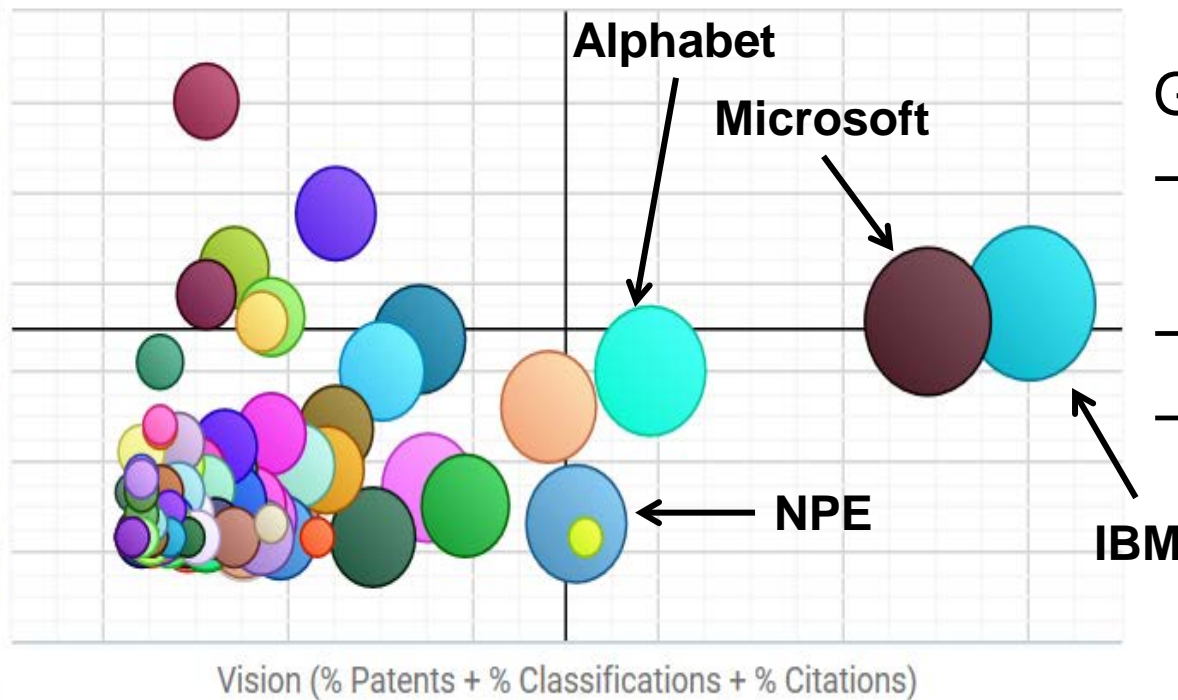 Alphabet
Microsoft
G
–
–
–
NPE
IBM
Vision (% Patents + % Classifications + % Citations)